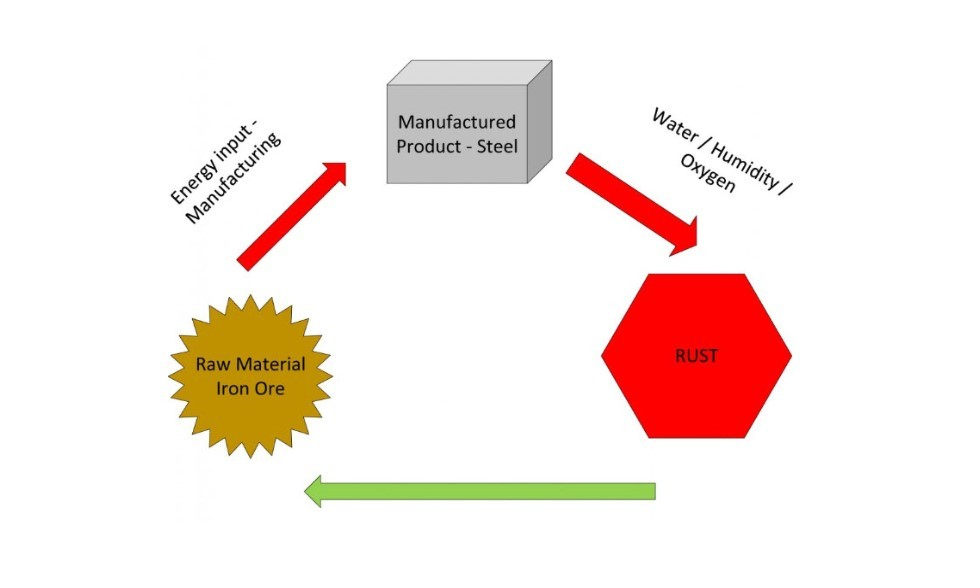 Manufactured
Product - Steel
Energy input -
Manufacturing
Water / Humidity /
Oxygen
RUST
Raw Material
Iron Ore